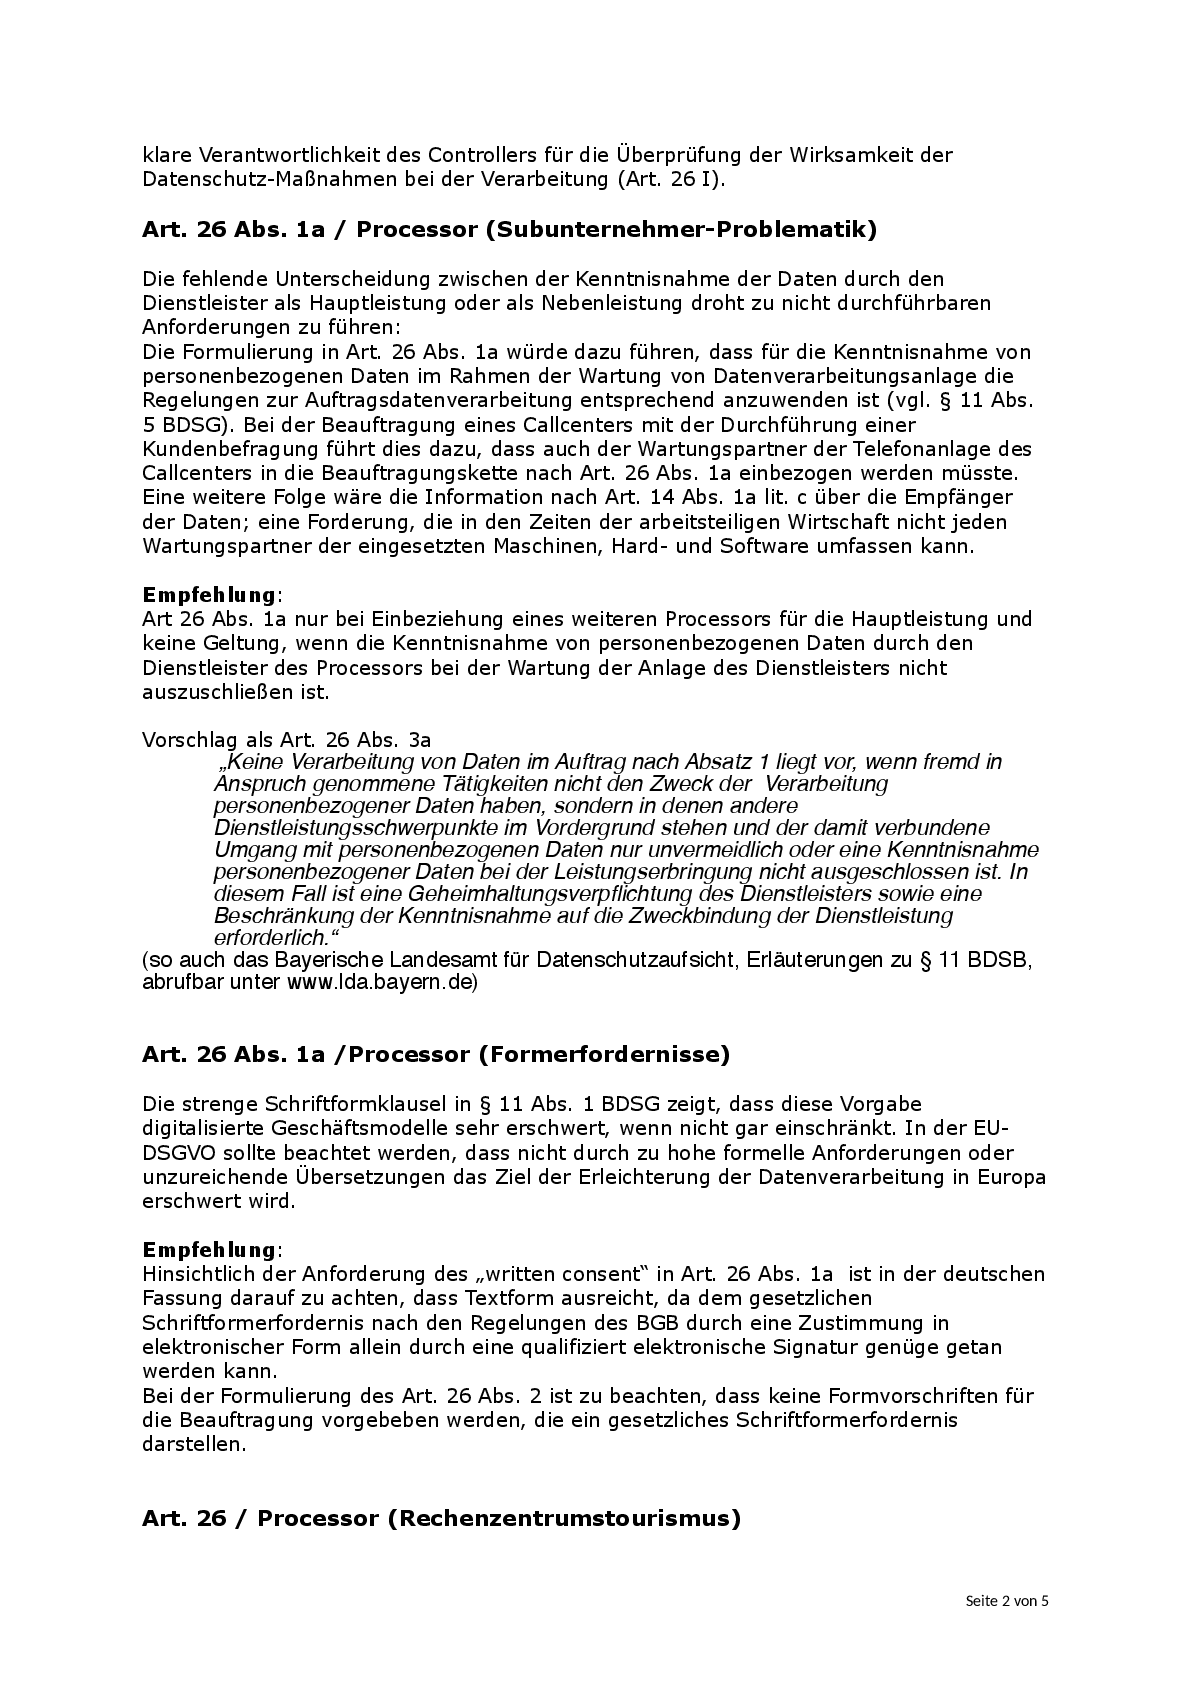 klare Verantwortlichkeit des Controllers für die Überprüfung der Wirksamkeit der
Datenschutz-Maßnahmen bei der Verarbeitung (Art. 26 I).
Art. 26 Abs. 1a / Processor (Subunternehmer-Problematik)
Die fehlende Unterscheidung zwischen der Kenntnisnahme der Daten durch den
Dienstleister als Hauptleistung oder als Nebenleistung droht zu nicht durchführbaren
Anforderungen zu führen:
Die Formulierung in Art. 26 Abs. 1a würde dazu führen, dass für die Kenntnisnahme von
personenbezogenen Daten im Rahmen der Wartung von Datenverarbeitungsanlage die
Regelungen zur Auftragsdatenverarbeitung entsprechend anzuwenden ist (vgl. § 11 Abs.
5 BDSG). Bei der Beauftragung eines Callcenters mit der Durchführung einer
Kundenbefragung führt dies dazu, dass auch der Wartungspartner der Telefonanlage des
Callcenters in die Beauftragungskette nach Art. 26 Abs. 1a einbezogen werden müsste.
Eine weitere Folge wäre die Information nach Art. 14 Abs. 1a lit. c über die Empfänger
der Daten; eine Forderung, die in den Zeiten der arbeitsteiligen Wirtschaft nicht jeden
Wartungspartner der eingesetzten Maschinen, Hard- und Software umfassen kann.
Empfehlung:
Art 26 Abs. 1a nur bei Einbeziehung eines weiteren Processors für die Hauptleistung und
keine Geltung, wenn die Kenntnisnahme von personenbezogenen Daten durch den
Dienstleister des Processors bei der Wartung der Anlage des Dienstleisters nicht
auszuschließen ist.
Vorschlag als Art. 26 Abs. 3a
„Keine Verarbeitung von Daten im Auftrag nach Absatz 1 liegt vor, wenn fremd in
Anspruch genommene Tätigkeiten nicht den Zweck der  Verarbeitung
personenbezogener Daten haben, sondern in denen andere
Dienstleistungsschwerpunkte im Vordergrund stehen und der damit verbundene
Umgang mit personenbezogenen Daten nur unvermeidlich oder eine Kenntnisnahme
personenbezogener Daten bei der Leistungserbringung nicht ausgeschlossen ist. In
diesem Fall ist eine Geheimhaltungsverpflichtung des Dienstleisters sowie eine
Beschränkung der Kenntnisnahme auf die Zweckbindung der Dienstleistung
erforderlich.“
(so auch das Bayerische Landesamt für Datenschutzaufsicht, Erläuterungen zu § 11 BDSB,
abrufbar unter www.lda.bayern.de)
Art. 26 Abs. 1a /Processor (Formerfordernisse)
Die strenge Schriftformklausel in § 11 Abs. 1 BDSG zeigt, dass diese Vorgabe
digitalisierte Geschäftsmodelle sehr erschwert, wenn nicht gar einschränkt. In der EU-
DSGVO sollte beachtet werden, dass nicht durch zu hohe formelle Anforderungen oder
unzureichende Übersetzungen das Ziel der Erleichterung der Datenverarbeitung in Europa
erschwert wird.
Empfehlung:
Hinsichtlich der Anforderung des „written consent“ in Art. 26 Abs. 1a  ist in der deutschen
Fassung darauf zu achten, dass Textform ausreicht, da dem gesetzlichen
Schriftformerfordernis nach den Regelungen des BGB durch eine Zustimmung in
elektronischer Form allein durch eine qualifiziert elektronische Signatur genüge getan
werden kann.
Bei der Formulierung des Art. 26 Abs. 2 ist zu beachten, dass keine Formvorschriften für
die Beauftragung vorgebeben werden, die ein gesetzliches Schriftformerfordernis
darstellen.
Art. 26 / Processor (Rechenzentrumstourismus)
Seite 2 von 5